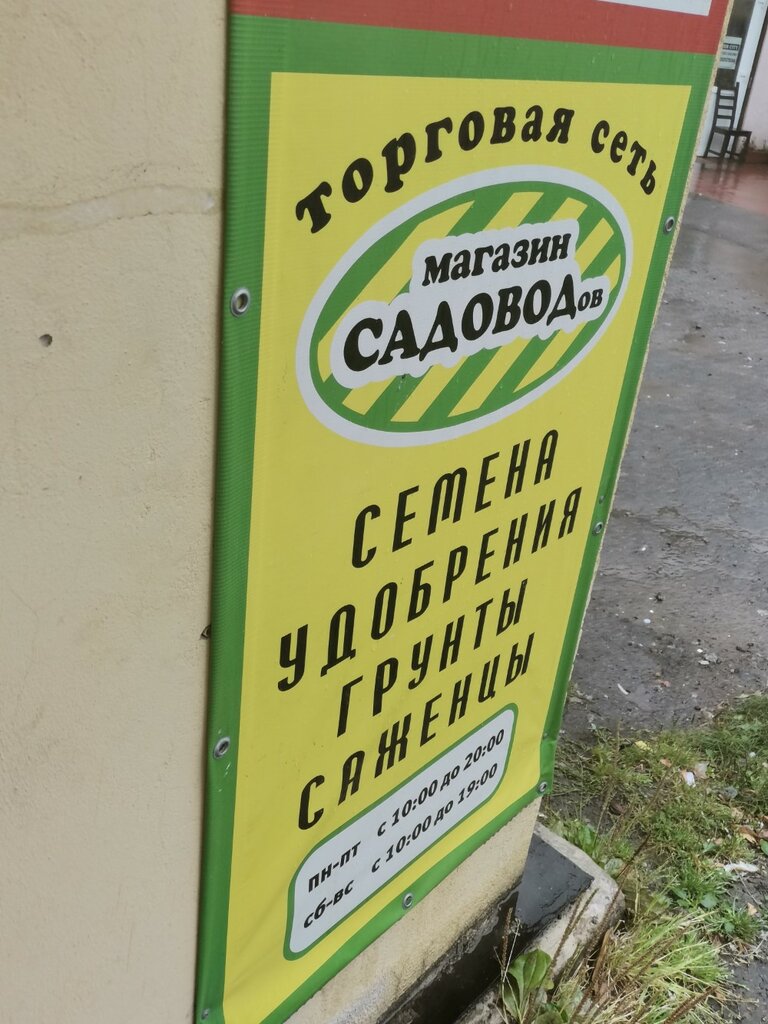 торговая сеть
магазин
САДОВОДов
СЕМЕНА
УДОБРЕНИЯ
ГРУНТЫ
САЖЕНЦЫ
пн-пт с 10:00 до 20:00
сб-вс с 10:00 до 19:00